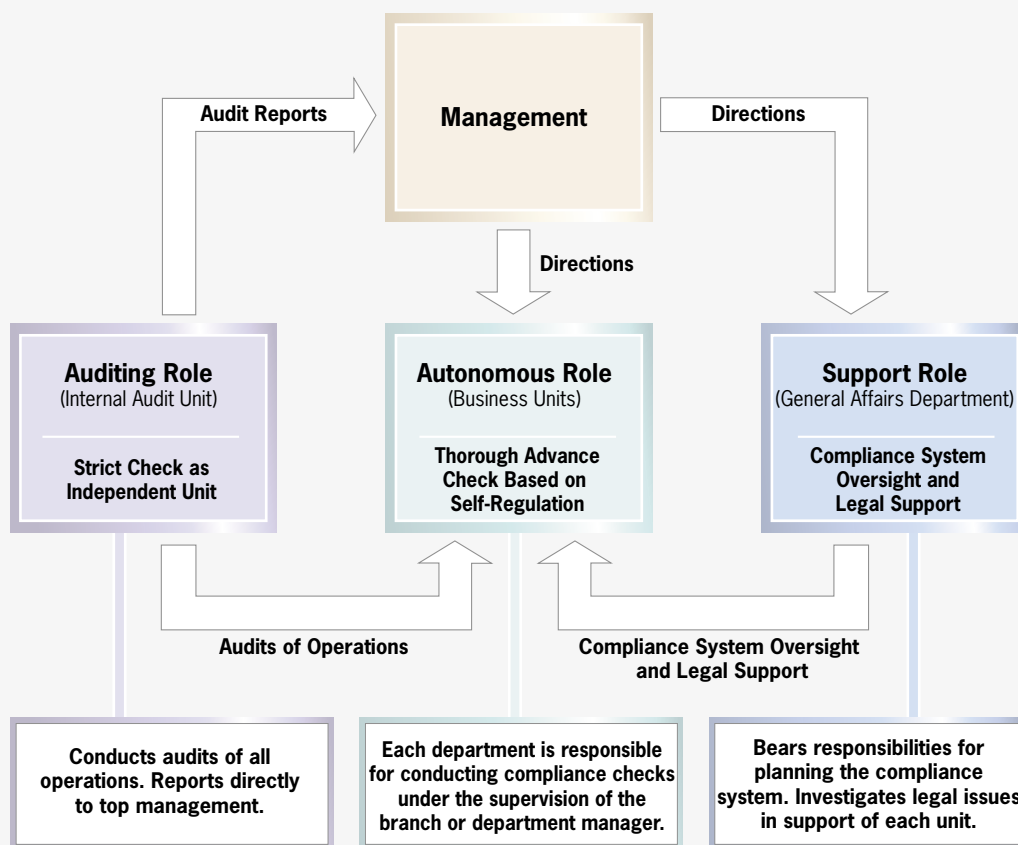 Audit Reports
Management
Directions
Directions
Auditing Role
(Internal Audit Unit)
Strict Check as
Independent Unit
Autonomous Role
(Business Units)
Thorough Advance
Check Based on
Self-Regulation
Support Role
(General Affairs Department)
Compliance System
Oversight and
Legal Support
Audits of Operations
Compliance System Oversight
and Legal Support
Conducts audits of all
operations. Reports directly
to top management.
Each department is responsible
for conducting compliance checks
under the supervision of the
branch or department manager.
Bears responsibilities for
planning the compliance
system. Investigates legal issues
in support of each unit.